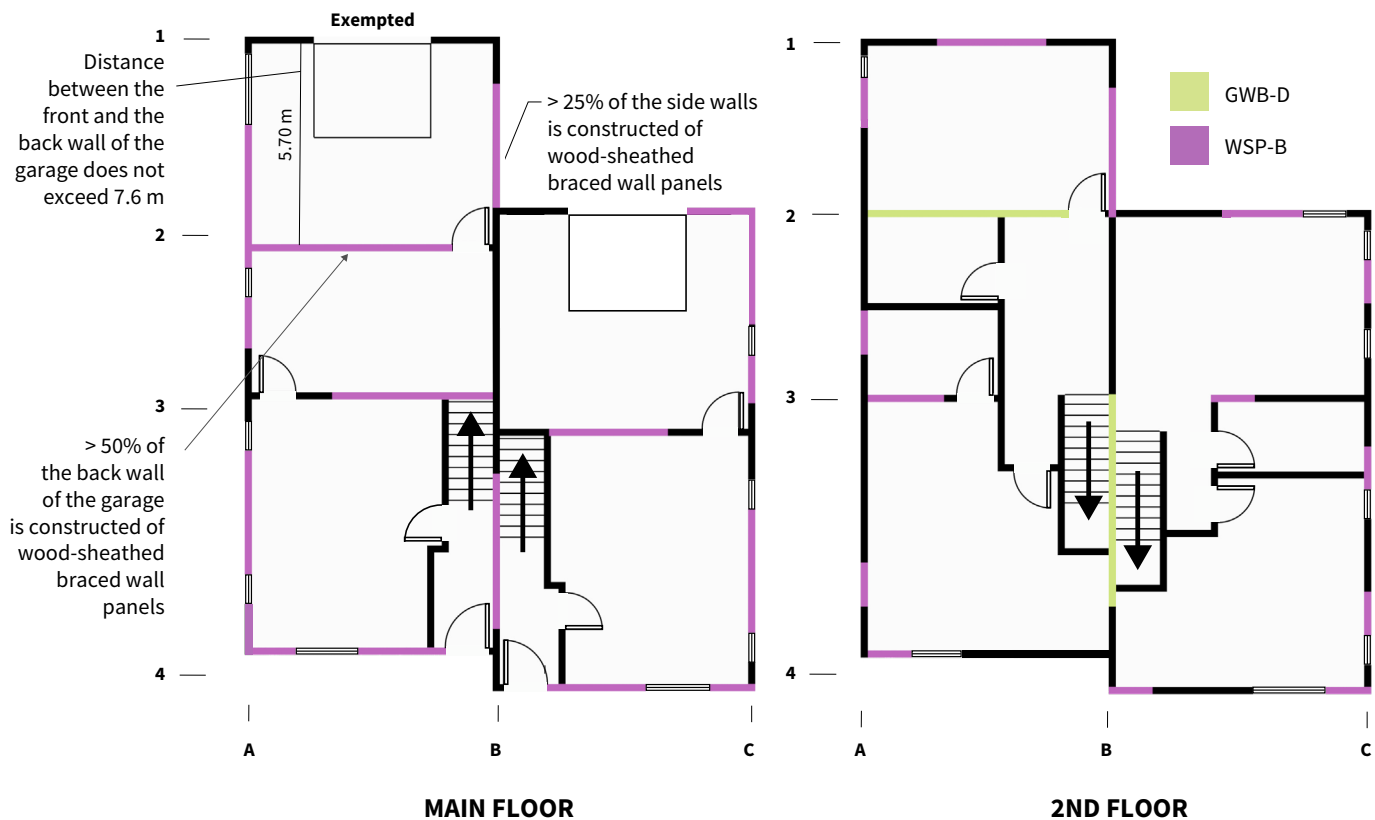 Exempted
1
Distance
between the
front and the
back wall of the
garage does not
exceed 7.6 m
5.70 m
> 25% of the side walls
is constructed of
wood-sheathed
braced wall panels
2
3
> 50% of
the back wall
of the garage
is constructed of
wood-sheathed
braced wall
panels
4
A
B
C
MAIN FLOOR
1
2
3
4
GWB-D
WSP-B
A
B
C
2ND FLOOR